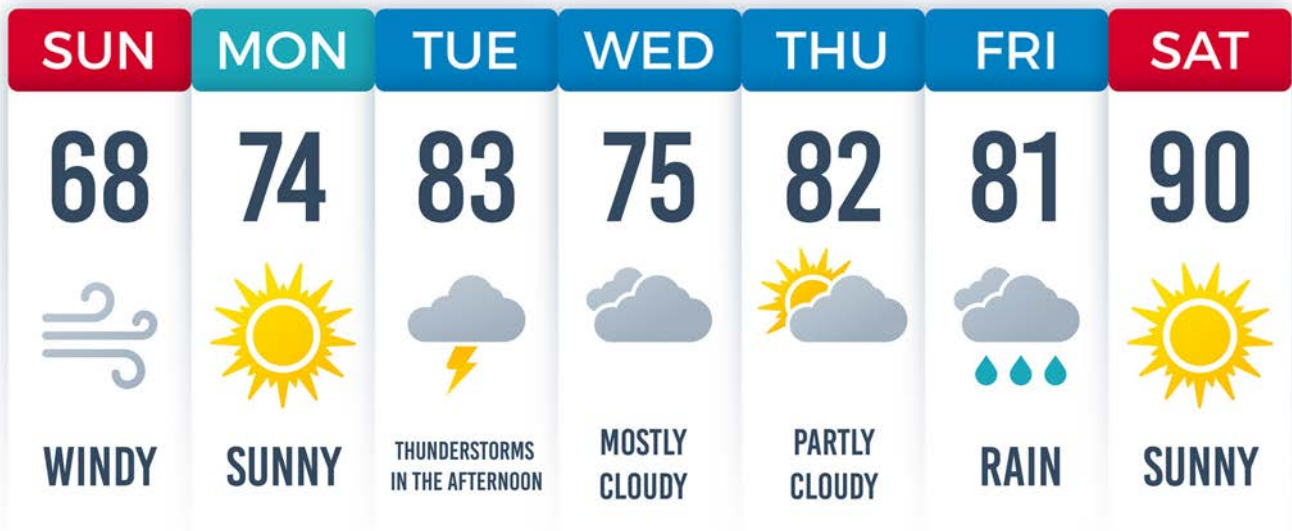 SUN MON TUE WED THU FRI SAT
68 74 83 75 82 81 90
WINDY
SUNNY
THUNDERSTORMS
IN THE AFTERNOON
MOSTLY
CLOUDY
PARTLY
CLOUDY
RAIN
SUNNY